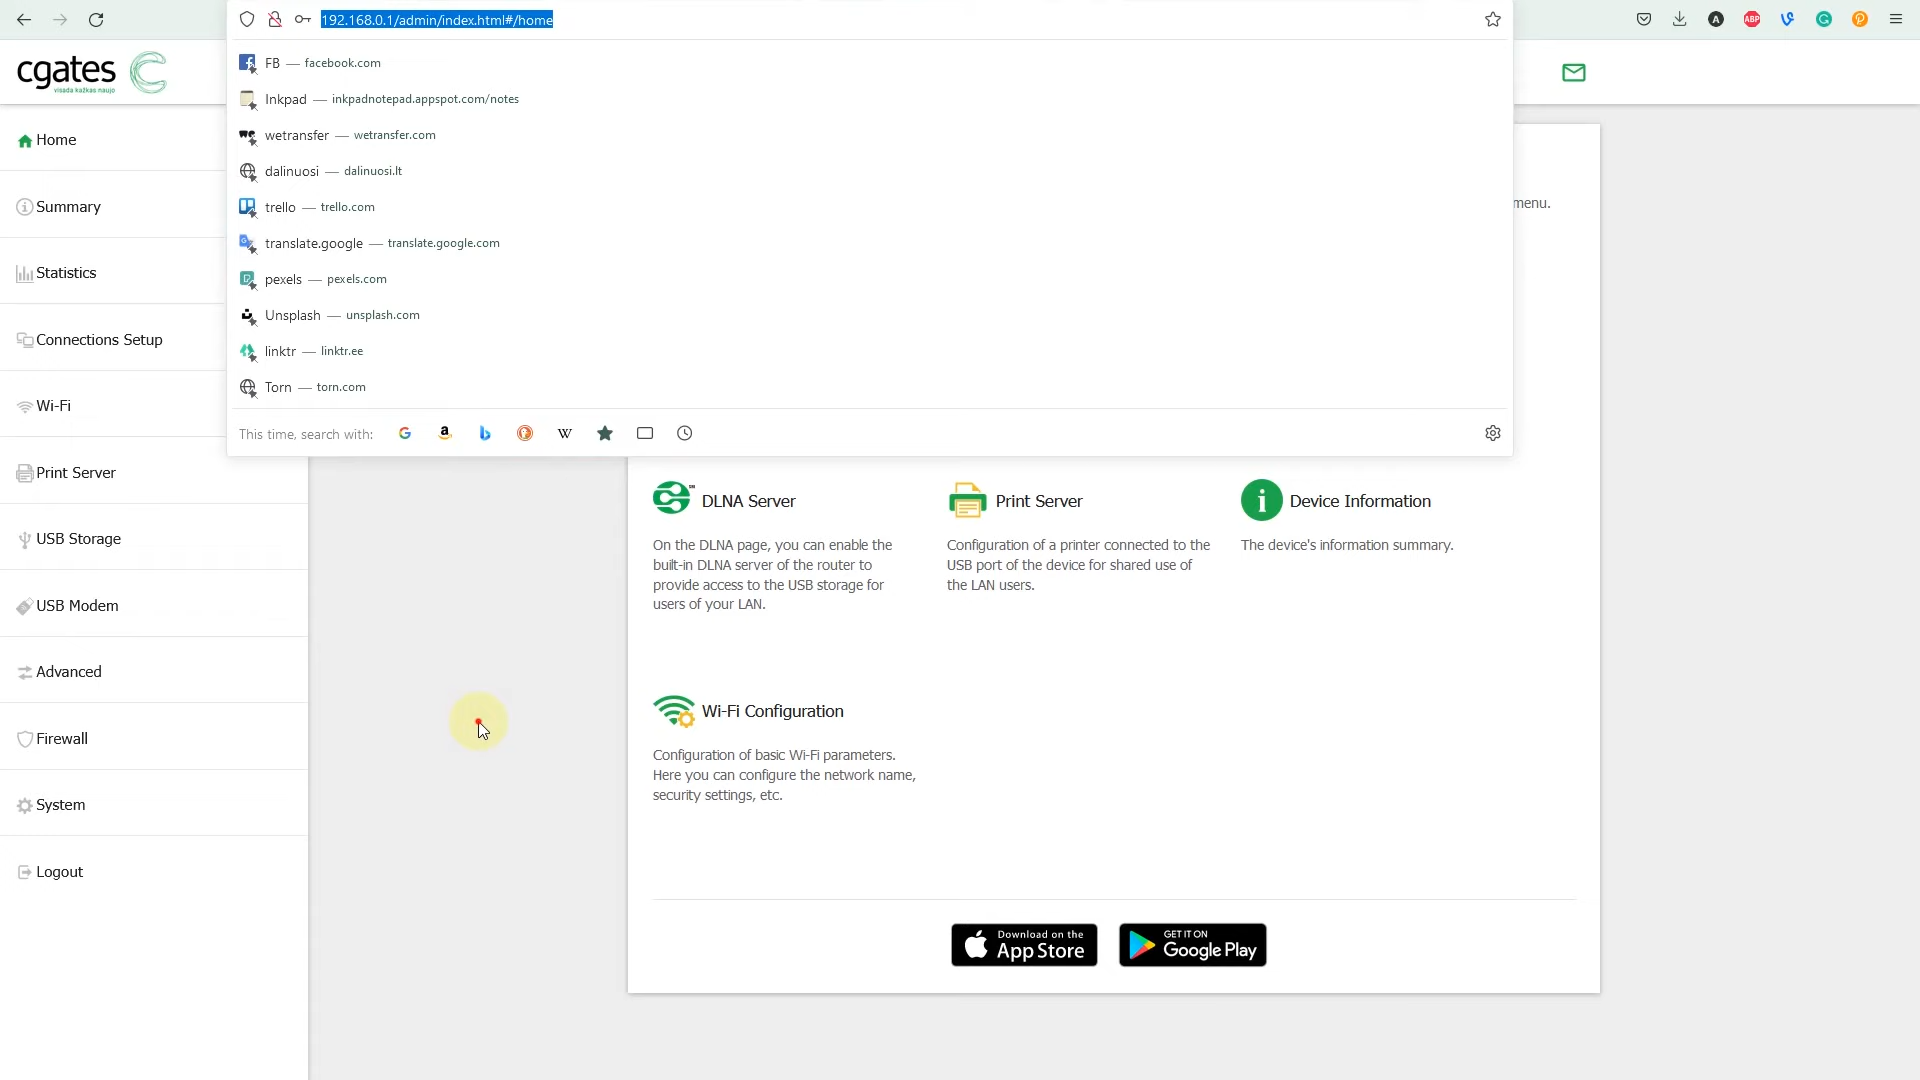 192.168.0.1/admin/index.html#/home
ABP
cgates
visada kažkas naujo
FB — facebook.com
Inkpad — inkpadnotepad.appspot.com/notes
wetransfer — wetransfer.com
dalinuosi — dalinuosi.lt
trello — trello.com
translate.google — translate.google.com
pexels — pexels.com
Unsplash — unsplash.com
linktr — linktr.ee
Torn — torn.com
This time, search with:
Home
Summary
Statistics
Connections Setup
Wi-Fi
Print Server
USB Storage
USB Modem
Advanced
Firewall
System
Logout
menu.
DLNA Server
On the DLNA page, you can enable the
built-in DLNA server of the router to
provide access to the USB storage for
users of your LAN.
Print Server
Configuration of a printer connected to the
USB port of the device for shared use of
the LAN users.
Device Information
The device's information summary.
Wi-Fi Configuration
Configuration of basic Wi-Fi parameters.
Here you can configure the network name,
security settings, etc.
Download on the
App Store
GET IT ON
Google Play